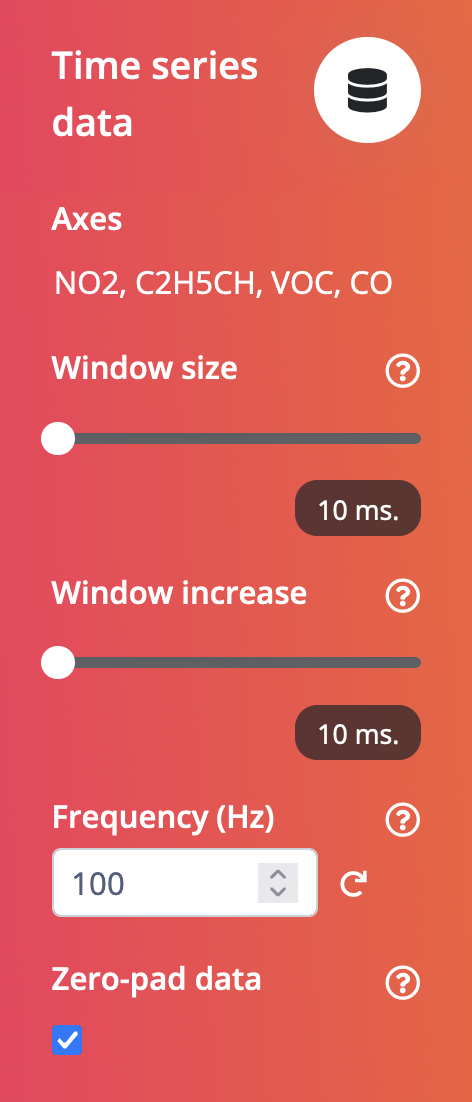 Time series
data
Axes
NO2, C2H5CH, VOC, CO
Window size
?
10 ms.
Window increase
?
10 ms.
Frequency (Hz)
?
100
Zero-pad data
?